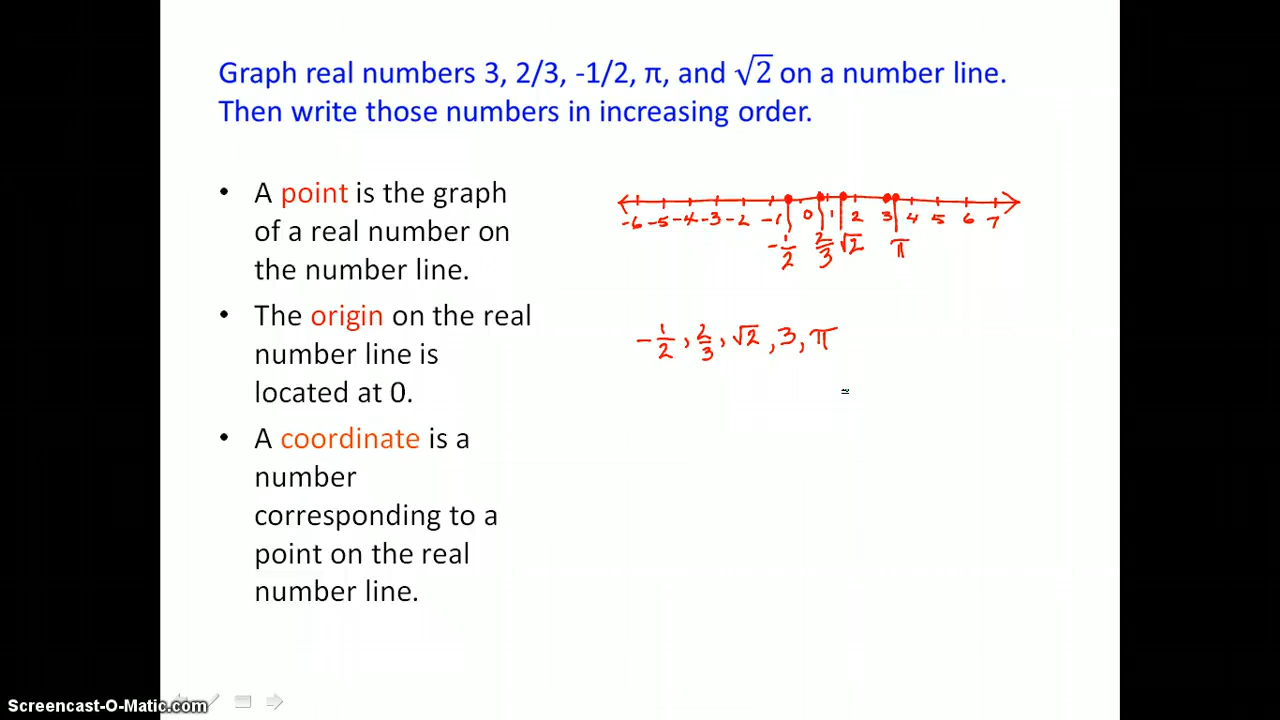 Graph real numbers 3, 2/3, -1/2, π, and √2 on a number line.
Then write those numbers in increasing order.
• A point is the graph
of a real number on
the number line.
• The origin on the real
number line is
located at 0.
• A coordinate is a
number
corresponding to a
point on the real
number line.
-6 -5 -4 -3 -2 -1 0 1 2 3 4 5 6 7
-1/2 2/3 √2 π
-1/2, 2/3, √2, 3, π
Screencast-O-Matic.com